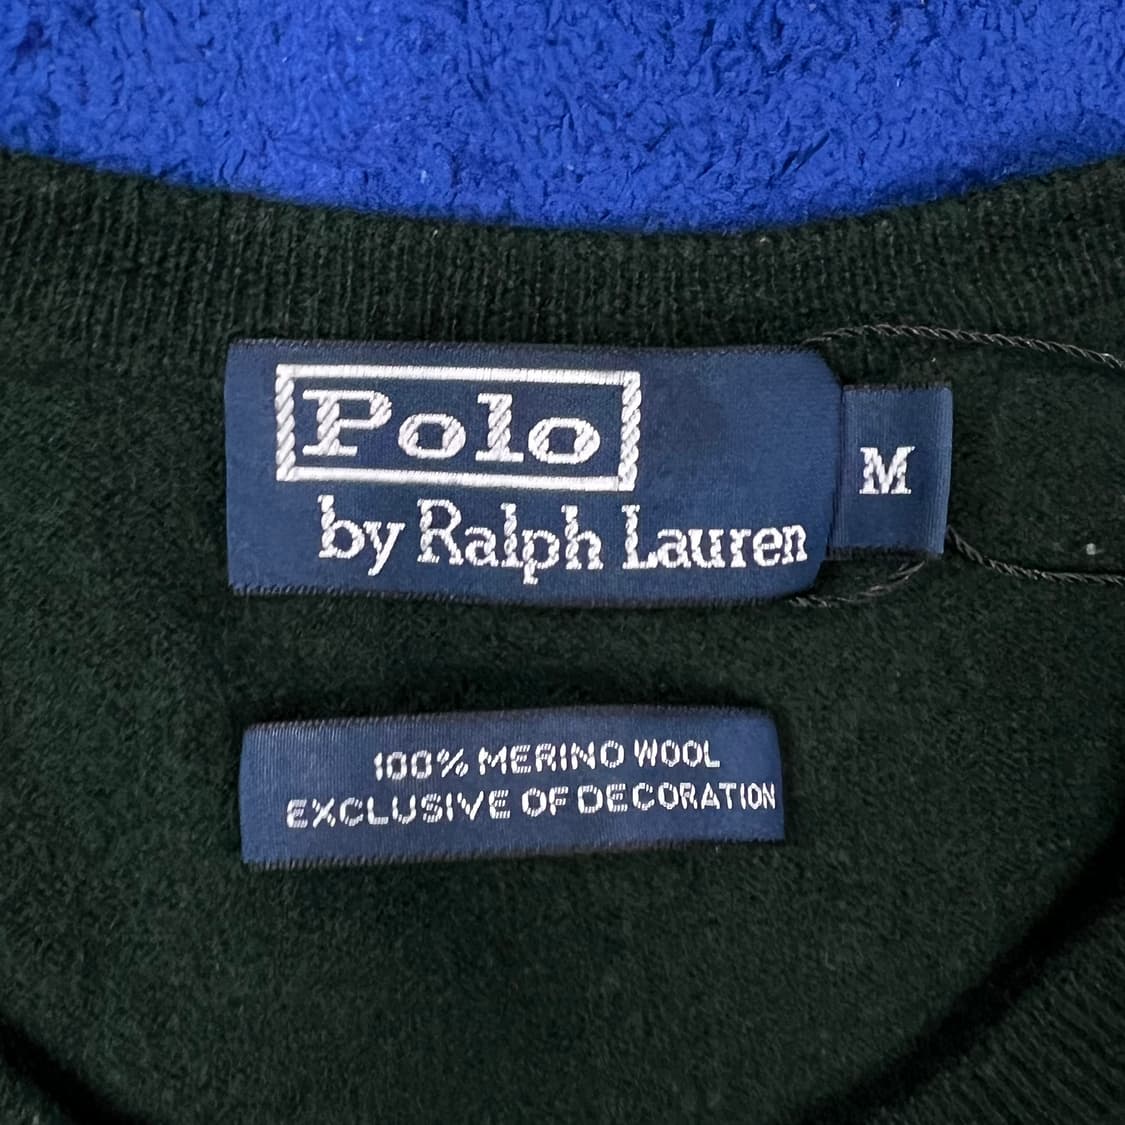 Polo
by Ralph Lauren
M
100% MERINO WOOL
EXCLUSIVE OF DECORATION